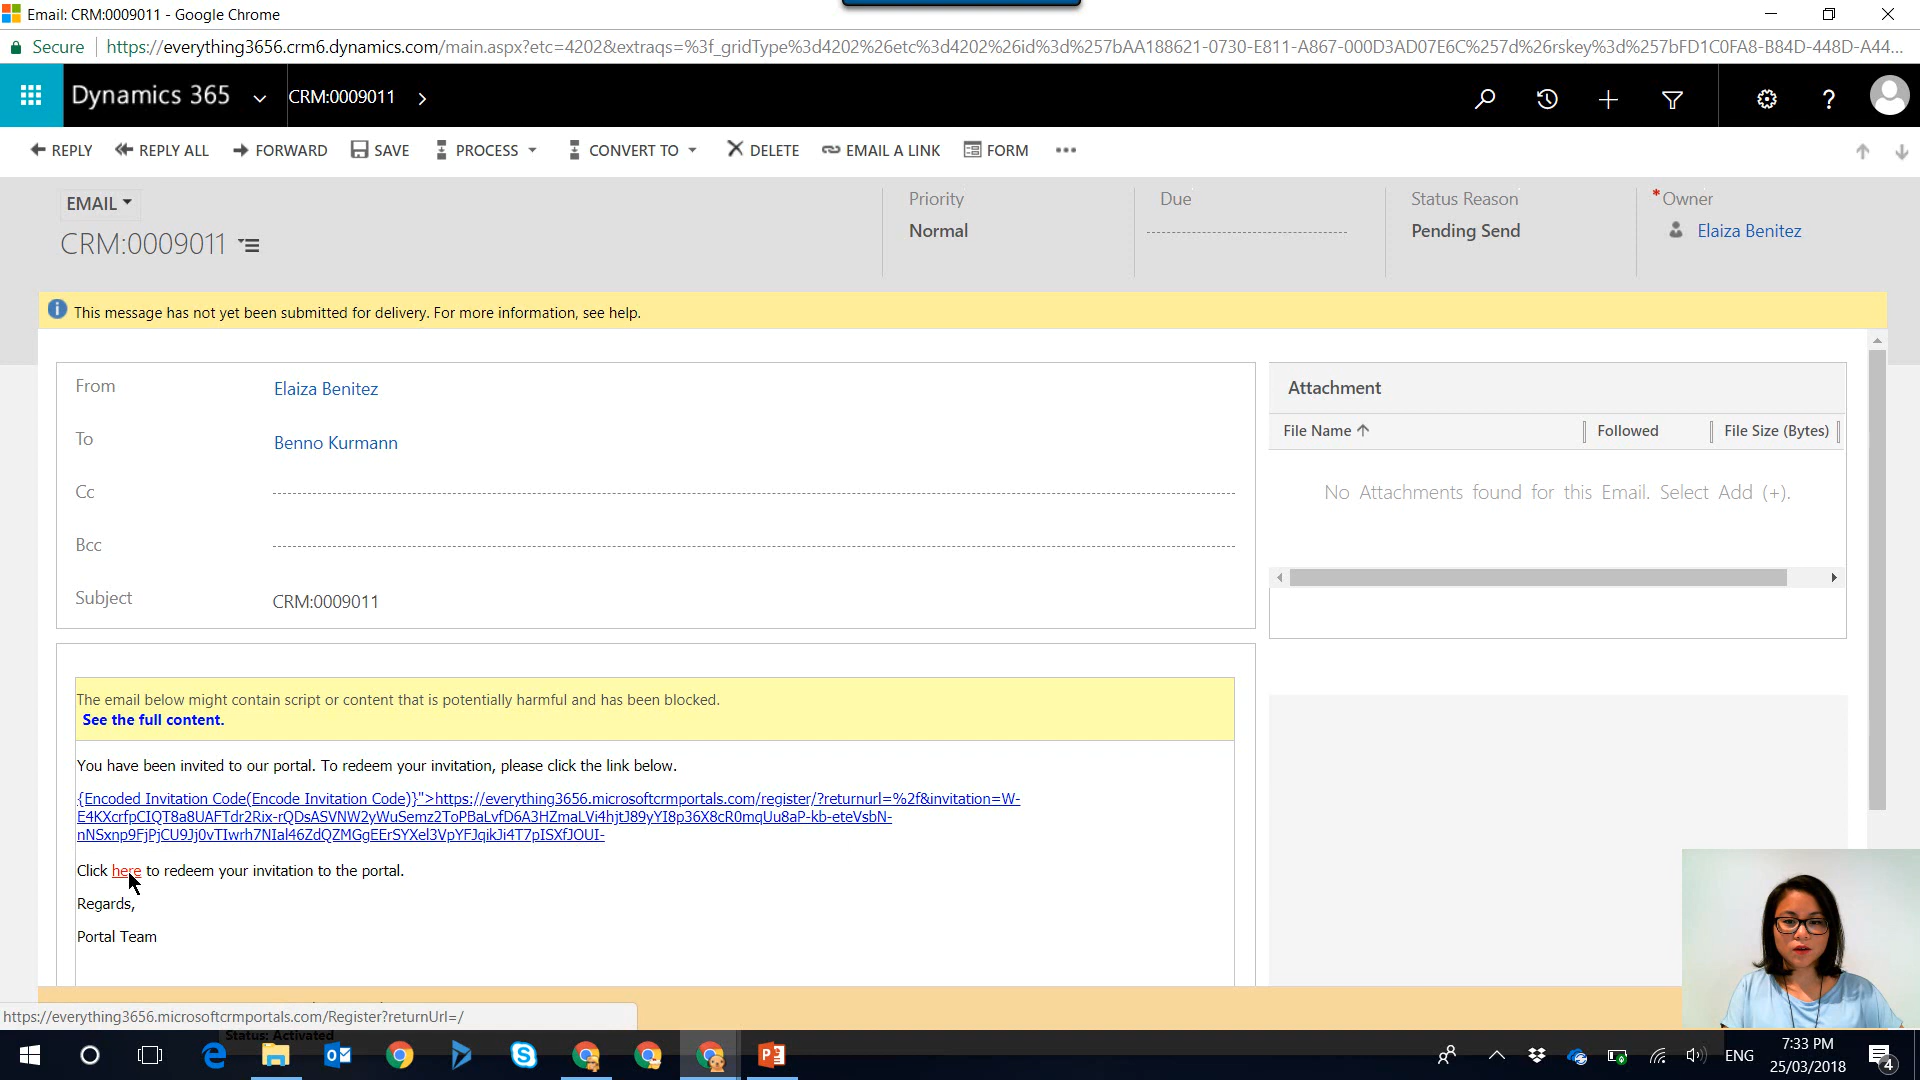 Email: CRM:0009011 - Google Chrome
Secure https://everything3656.crm6.dynamics.com/main.aspx?etc=4202&extraqs=%3f_gridType%3d4202%26etc%3d4202%26id%3d%257bAA188621-0730-E811-A867-000D3AD07E6C%257d%26rskey%3d%257bFD1C0FA8-B84D-448D-A44...
Dynamics 365 CRM:0009011
REPLY REPLY ALL FORWARD SAVE PROCESS CONVERT TO DELETE EMAIL A LINK FORM
EMAIL
CRM:0009011
Priority
Normal
Due
Status Reason
Pending Send
*Owner
Elaiza Benitez
This message has not yet been submitted for delivery. For more information, see help.
From Elaiza Benitez
To Benno Kurmann
Cc
Bcc
Subject CRM:0009011
Attachment
File Name Followed File Size (Bytes)
No Attachments found for this Email. Select Add (+).
The email below might contain script or content that is potentially harmful and has been blocked.
See the full content.
You have been invited to our portal. To redeem your invitation, please click the link below.
{Encoded Invitation Code(Encode Invitation Code)}">https://everything3656.microsoftcrmportals.com/register/?returnurl=%2f&invitation=W-
E4KXcrfpCIQT8a8UAFTdr2Rix-rQDsASVNW2yWuSemz2ToPBaLvfD6A3HZmaLVi4hjtJ89yYI8p36X8cR0mqUu8aP-kb-eteVsbN-
nNSxnp9FjPjCU9Jj0vTIwrh7NIal46ZdQZMGgEErSYXel3VpYFJqikJi4T7pISXfJOUI-
Click here to redeem your invitation to the portal.
Regards,
Portal Team
https://everything3656.microsoftcrmportals.com/Register?returnUrl=/
Status: Activated
ENG
7:33 PM
25/03/2018
4